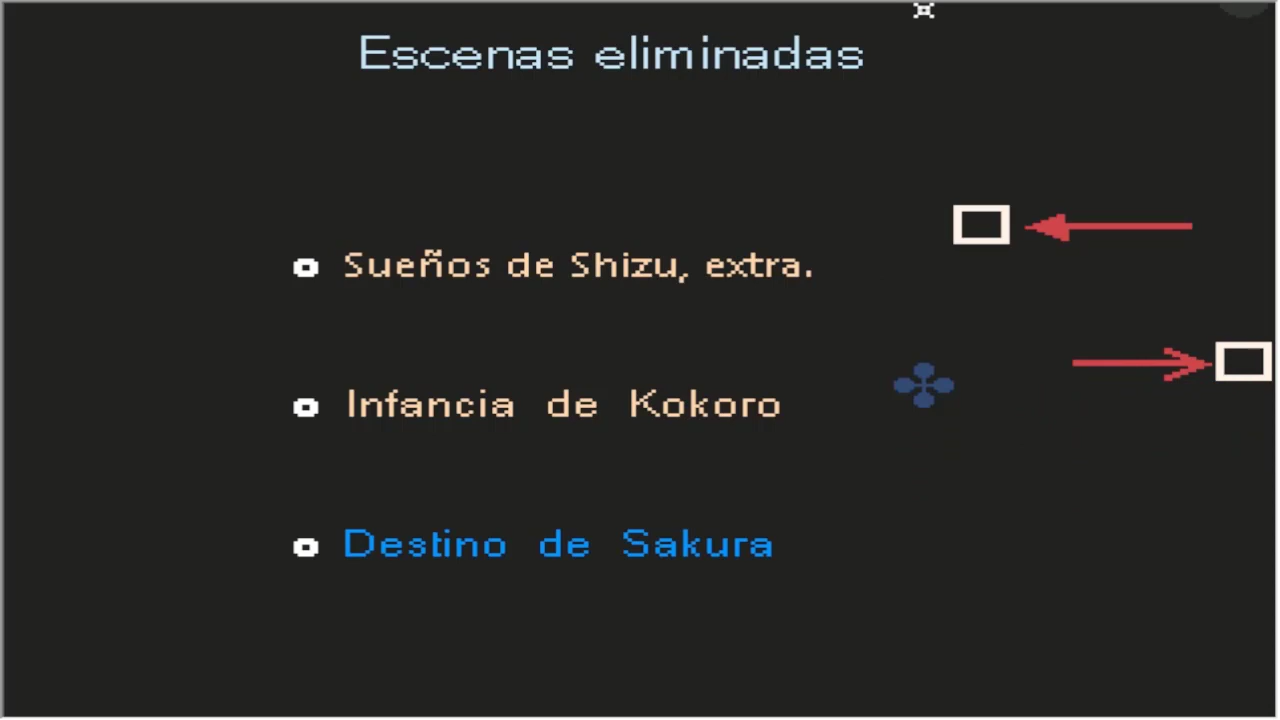 Escenas eliminadas
Sueños de Shizu, extra.
Infancia de Kokoro
Destino de Sakura